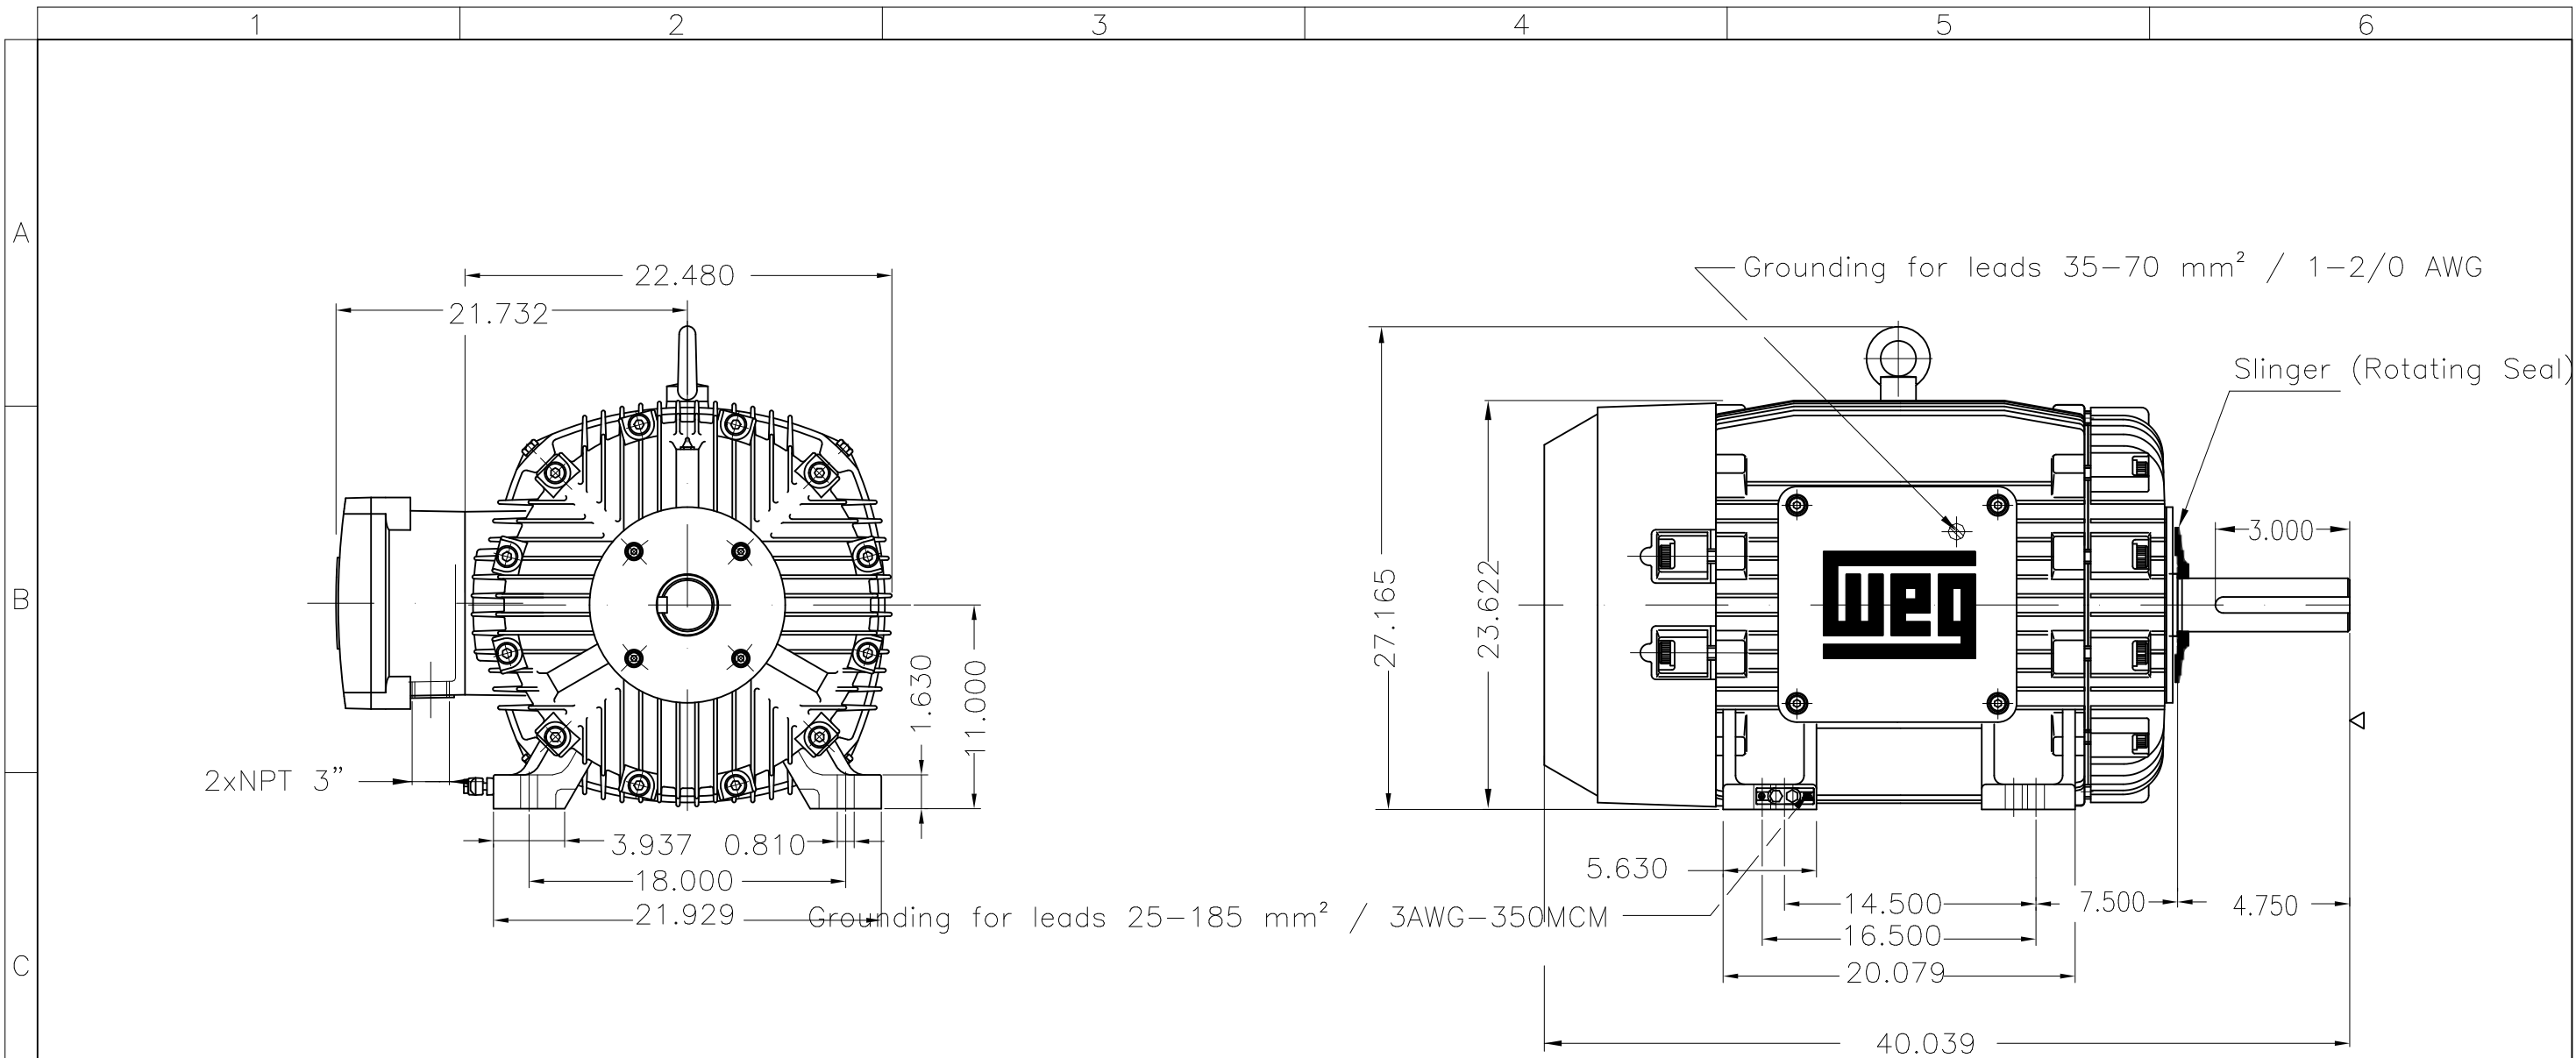 1 2 3 4 5 6
A
22.480
Grounding for leads 35-70 mm² / 1-2/0 AWG
21.732
Slinger (Rotating Seal)
3.000
B
weg
27.165
23.622
1.630
11.000
2xNPT 3"
3.937 0.810
5.630
18.000
14.500 7.500 4.750
21.929
Grounding for leads 25-185 mm² / 3AWG-350MCM
16.500
C
20.079
40.039